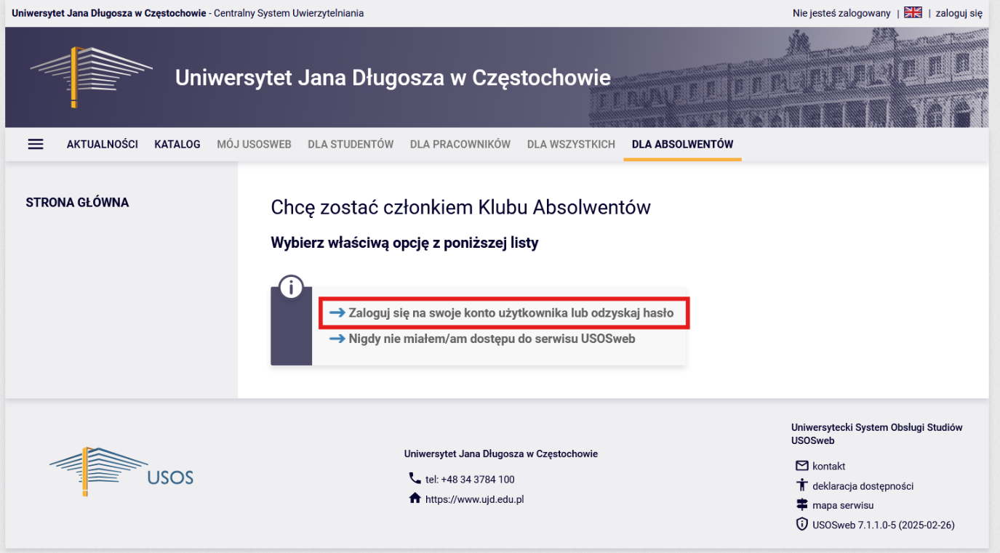 Uniwersytet Jana Długosza w Częstochowie - Centralny System Uwierzytelniania
Nie jesteś zalogowany | | zaloguj się
Uniwersytet Jana Długosza w Częstochowie
AKTUALNOŚCI KATALOG MÓJ USOSWEB DLA STUDENTÓW DLA PRACOWNIKÓW DLA WSZYSTKICH DLA ABSOLWENTÓW
STRONA GŁÓWNA
Chcę zostać członkiem Klubu Absolwentów
Wybierz właściwą opcję z poniższej listy
Zaloguj się na swoje konto użytkownika lub odzyskaj hasło
Nigdy nie miałem/am dostępu do serwisu USOSweb
USOS
Uniwersytet Jana Długosza w Częstochowie
tel: +48 34 3784 100
https://www.ujd.edu.pl
Uniwersytecki System Obsługi Studiów
USOSweb
kontakt
deklaracja dostępności
mapa serwisu
USOSweb 7.1.1.0-5 (2025-02-26)